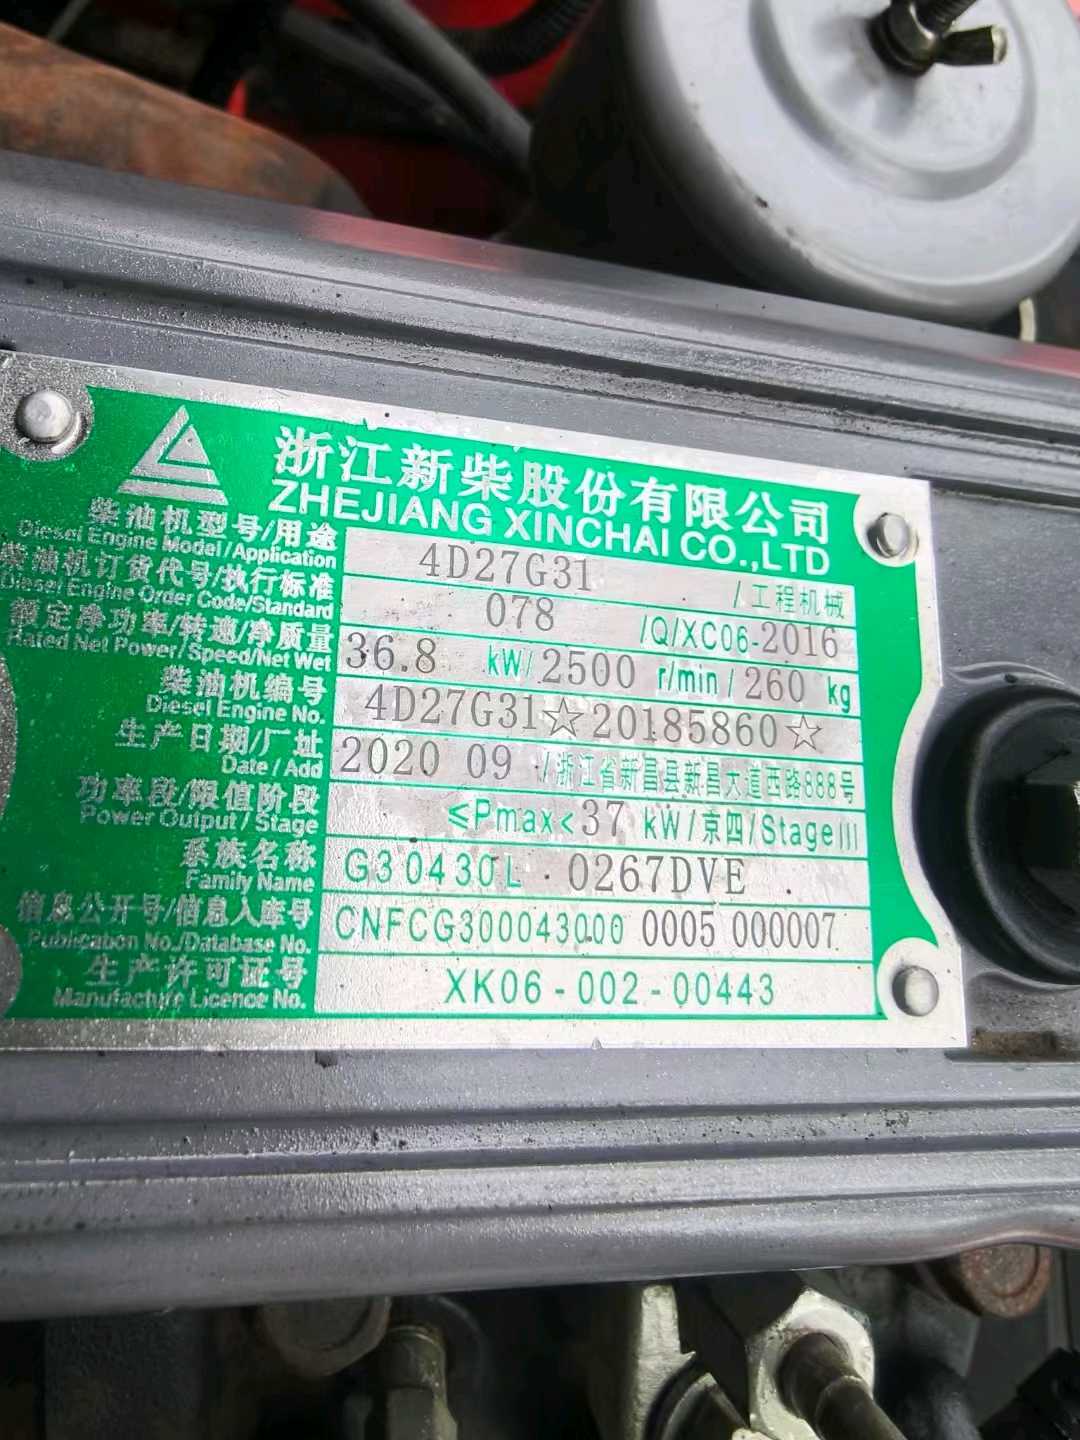 浙江新柴股份有限公司
ZHEJIANG XINCHAI CO.,LTD
柴油机型号/用途 4D27G31 /工程机械
Diesel Engine Model/Application
柴油机订货代号/执行标准 078 /Q/XC06-2016
Diesel Engine Order Code/Standard
额定净功率/转速/净质量 36.8 kW/2500 r/min/260 kg
Rated Net Power/Speed/Net Wet
柴油机编号 4D27G31☆20185860☆
Diesel Engine No.
生产日期/厂址 2020 09 /浙江省新昌县新昌大道西路888号
Date/Add
功率段/限值阶段 ≤Pmax<37 kW/京四/StageIII
Power Output/Stage
系族名称 G30430L 0267DVE
Family Name
信息公开号/信息入库号 CNFCG300043000 0005 000007
Publication No./Database No.
生产许可证号 XK06-002-00443
Manufacture Licence No.